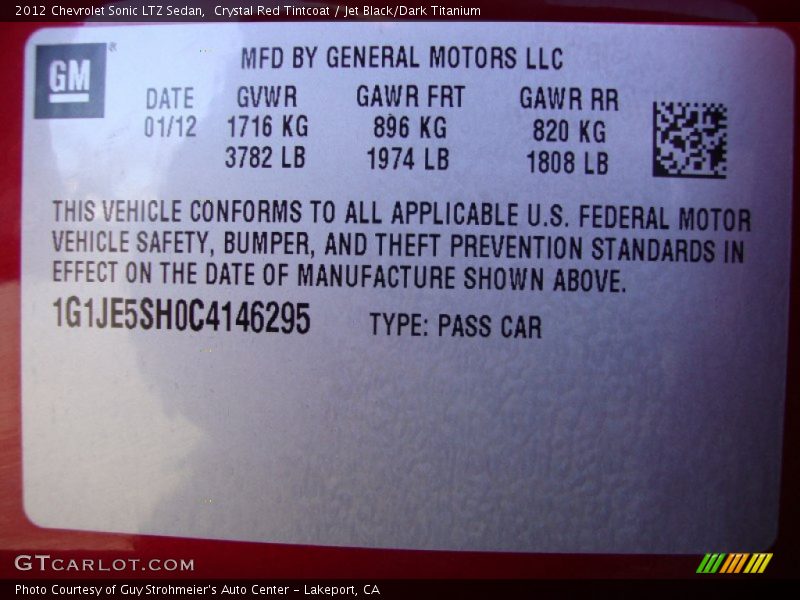 2012 Chevrolet Sonic LTZ Sedan, Crystal Red Tintcoat / Jet Black/Dark Titanium
GM ®
MFD BY GENERAL MOTORS LLC
DATE GVWR GAWR FRT GAWR RR
01/12 1716 KG 896 KG 820 KG
3782 LB 1974 LB 1808 LB
THIS VEHICLE CONFORMS TO ALL APPLICABLE U.S. FEDERAL MOTOR
VEHICLE SAFETY, BUMPER, AND THEFT PREVENTION STANDARDS IN
EFFECT ON THE DATE OF MANUFACTURE SHOWN ABOVE.
1G1JE5SH0C4146295 TYPE: PASS CAR
GTCARLOT.COM
Photo Courtesy of Guy Strohmeier's Auto Center - Lakeport, CA